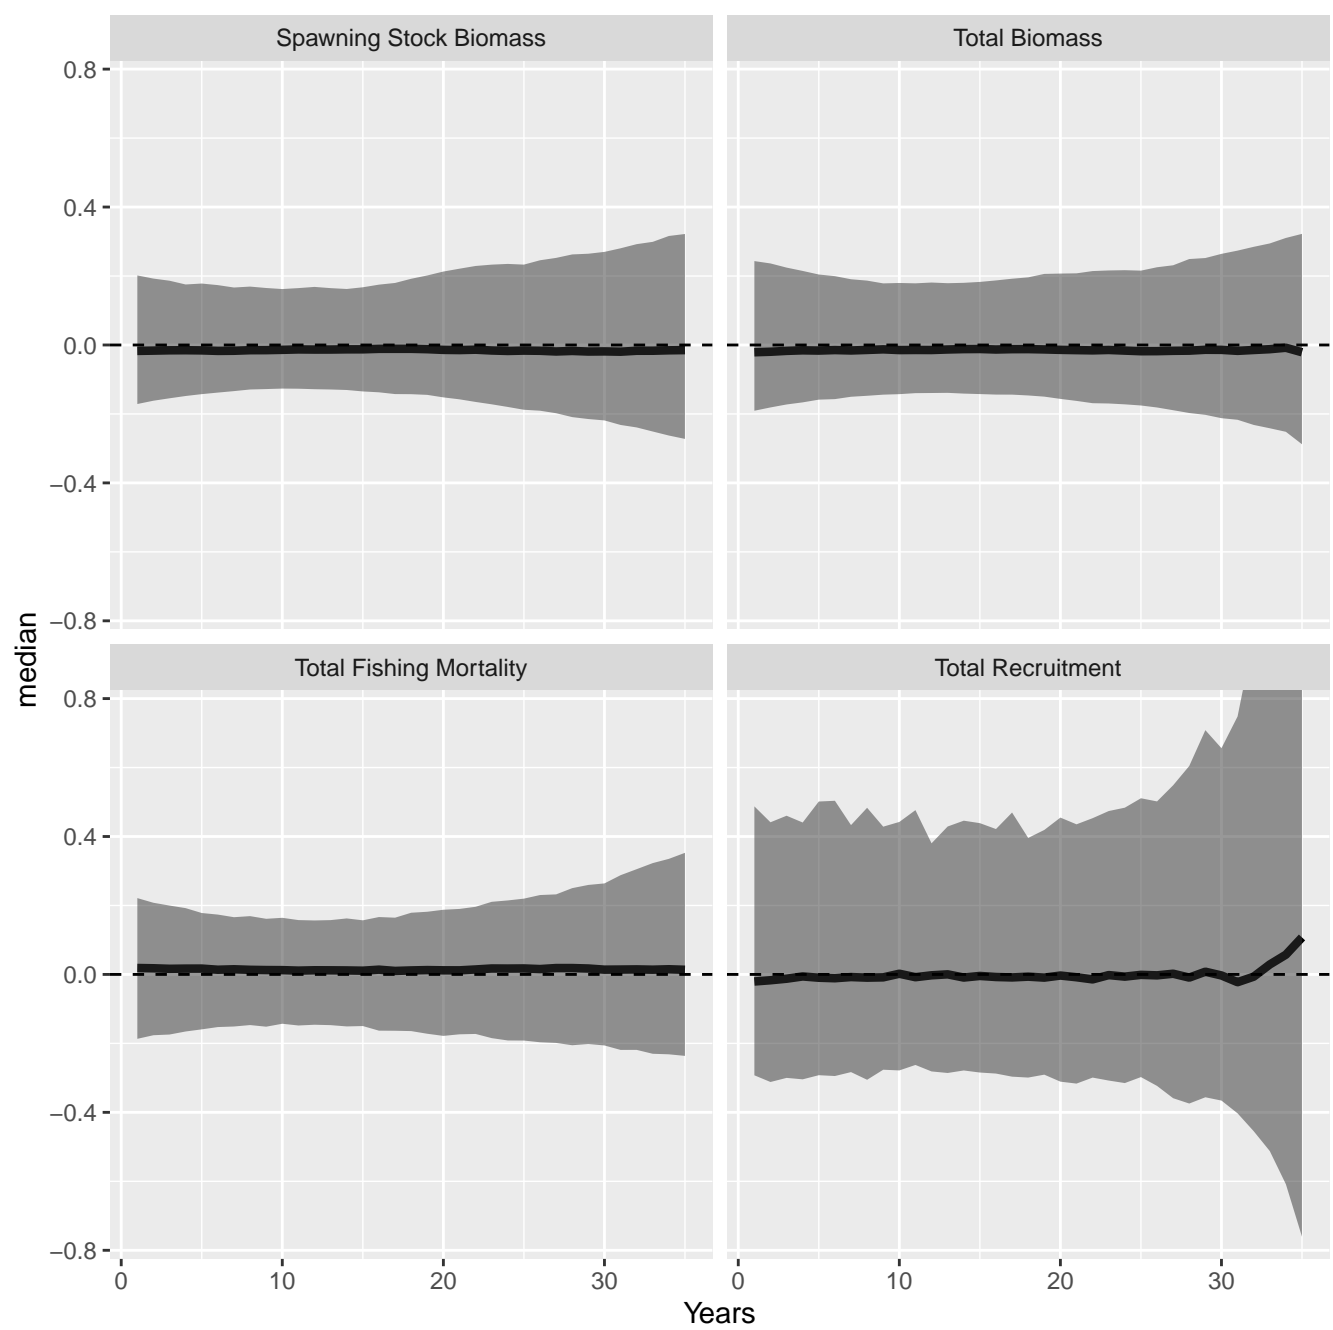 Spawning Stock Biomass
Total Biomass
0.8
0.4
0.0
−0.4
−0.8
Total Fishing Mortality
Total Recruitment
0.8
0.4
0.0
−0.4
−0.8
0 10 20 30
0 10 20 30
Years
median